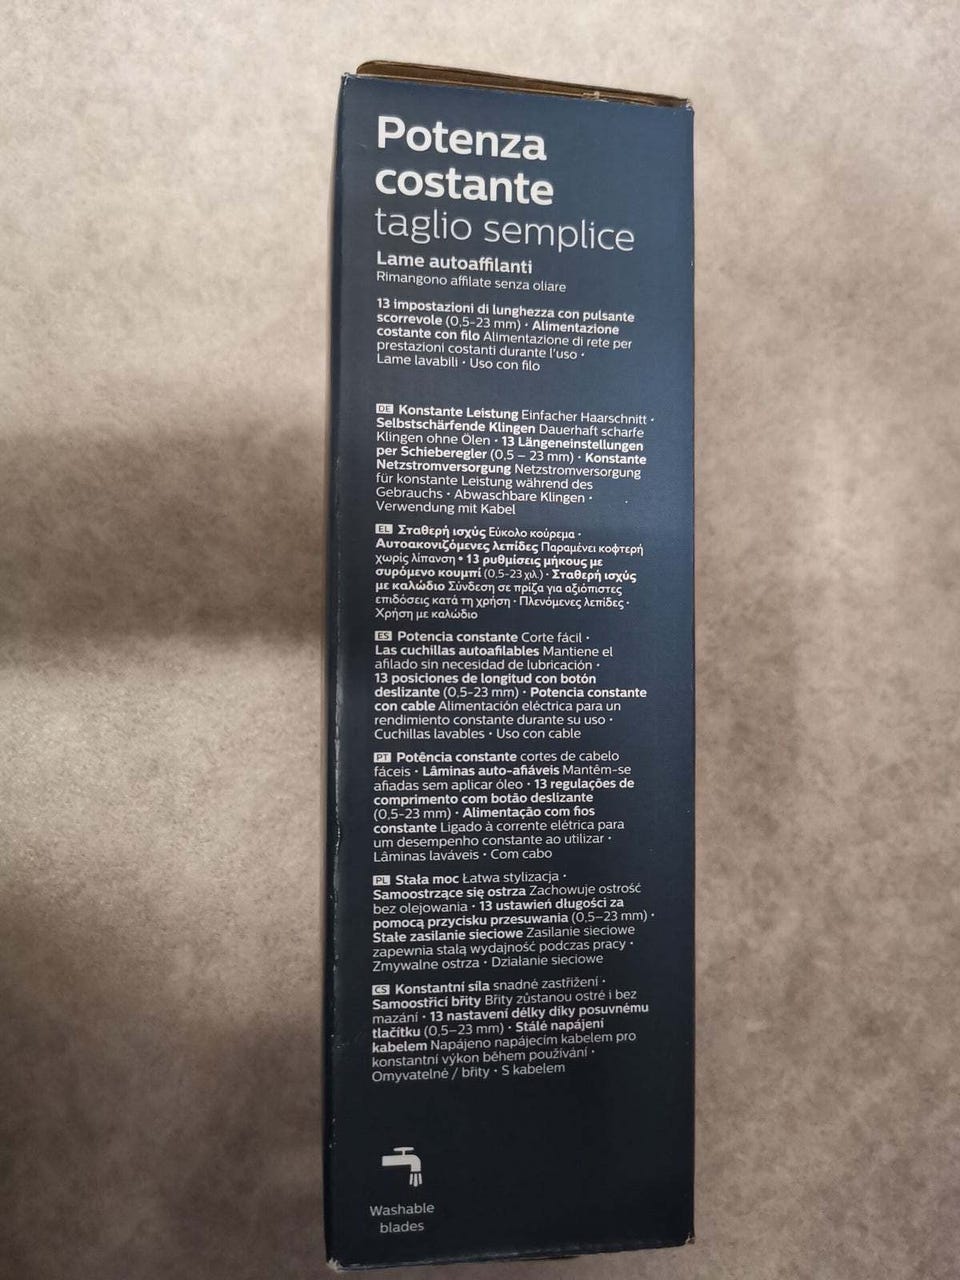 Potenza
costante
taglio semplice
Lame autoaffilanti
Rimangono affilate senza oliare
13 impostazioni di lunghezza con pulsante
scorrevole (0,5-23 mm) • Alimentazione
costante con filo Alimentazione di rete per
prestazioni costanti durante l'uso •
Lame lavabili • Uso con filo
DE Konstante Leistung Einfacher Haarschnitt •
Selbstschärfende Klingen Dauerhaft scharfe
Klingen ohne Ölen • 13 Längeneinstellungen
per Schieberegler (0,5 – 23 mm) • Konstante
Netzstromversorgung Netzstromversorgung
für konstante Leistung während des
Gebrauchs • Abwaschbare Klingen •
Verwendung mit Kabel
EL Σταθερή ισχύς Εύκολο κούρεμα •
Αυτοακονιζόμενες λεπίδες Παραμένει κοφτερή
χωρίς λίπανση • 13 ρυθμίσεις μήκους με
συρόμενο κουμπί (0,5-23 χιλ.) • Σταθερή ισχύς
με καλώδιο Σύνδεση σε πρίζα για αξιόπιστες
επιδόσεις κατά τη χρήση • Πλενόμενες λεπίδες •
Χρήση με καλώδιο
ES Potencia constante Corte fácil •
Las cuchillas autoafilables Mantiene el
afilado sin necesidad de lubricación •
13 posiciones de longitud con botón
deslizante (0,5-23 mm) • Potencia constante
con cable Alimentación eléctrica para un
rendimiento constante durante su uso •
Cuchillas lavables • Uso con cable
PT Potência constante cortes de cabelo
fáceis • Lâminas auto-afiáveis Mantêm-se
afiadas sem aplicar óleo • 13 regulações de
comprimento com botão deslizante
(0,5-23 mm) • Alimentação com fios
constante Ligado à corrente elétrica para
um desempenho constante ao utilizar •
Lâminas laváveis • Com cabo
PL Stała moc Łatwa stylizacja •
Samoostrzące się ostrza Zachowuje ostrość
bez olejowania • 13 ustawień długości za
pomocą przycisku przesuwania (0,5–23 mm) •
Stałe zasilanie sieciowe Zasilanie sieciowe
zapewnia stałą wydajność podczas pracy •
Zmywalne ostrza • Działanie sieciowe
CS Konstantní síla snadné zastřižení •
Samoostřicí břity Břity zůstanou ostré i bez
mazání • 13 nastavení délky díky posuvnému
tlačítku (0,5–23 mm) • Stálé napájení
kabelem Napájeno napájecím kabelem pro
konstantní výkon během používání •
Omyvatelné / břity • S kabelem
Washable
blades